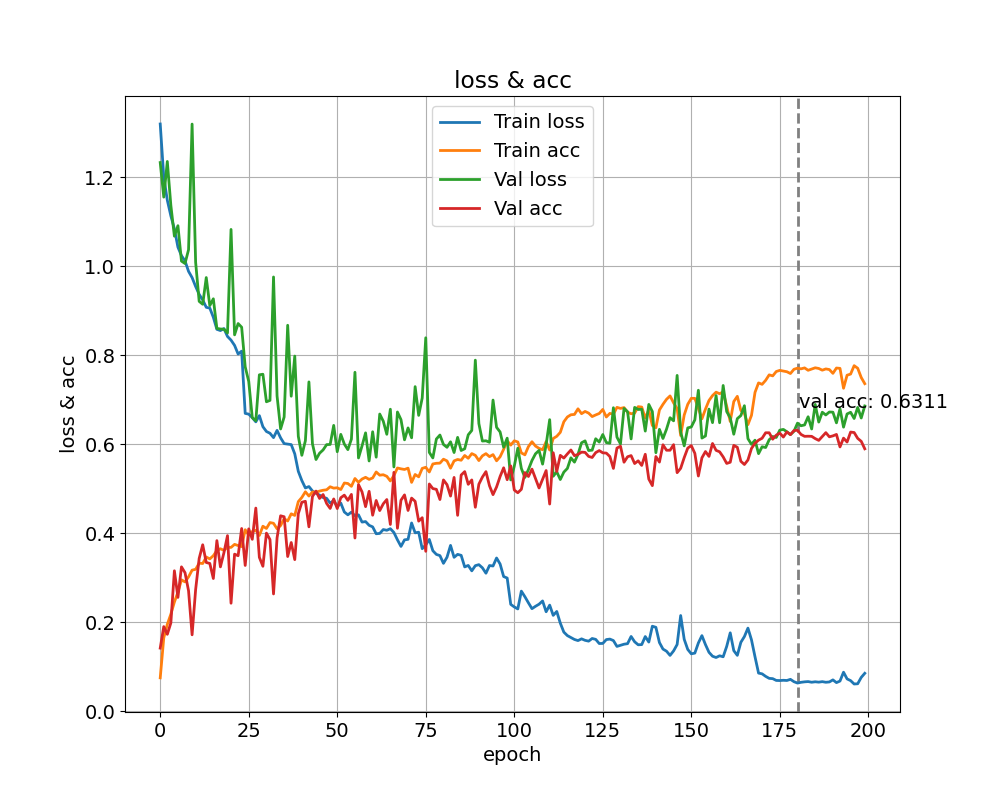 loss & acc
Train loss
Train acc
Val loss
Val acc
1.2
1.0
0.8
0.6
0.4
0.2
0.0
loss & acc
val acc: 0.6311
0 25 50 75 100 125 150 175 200
epoch